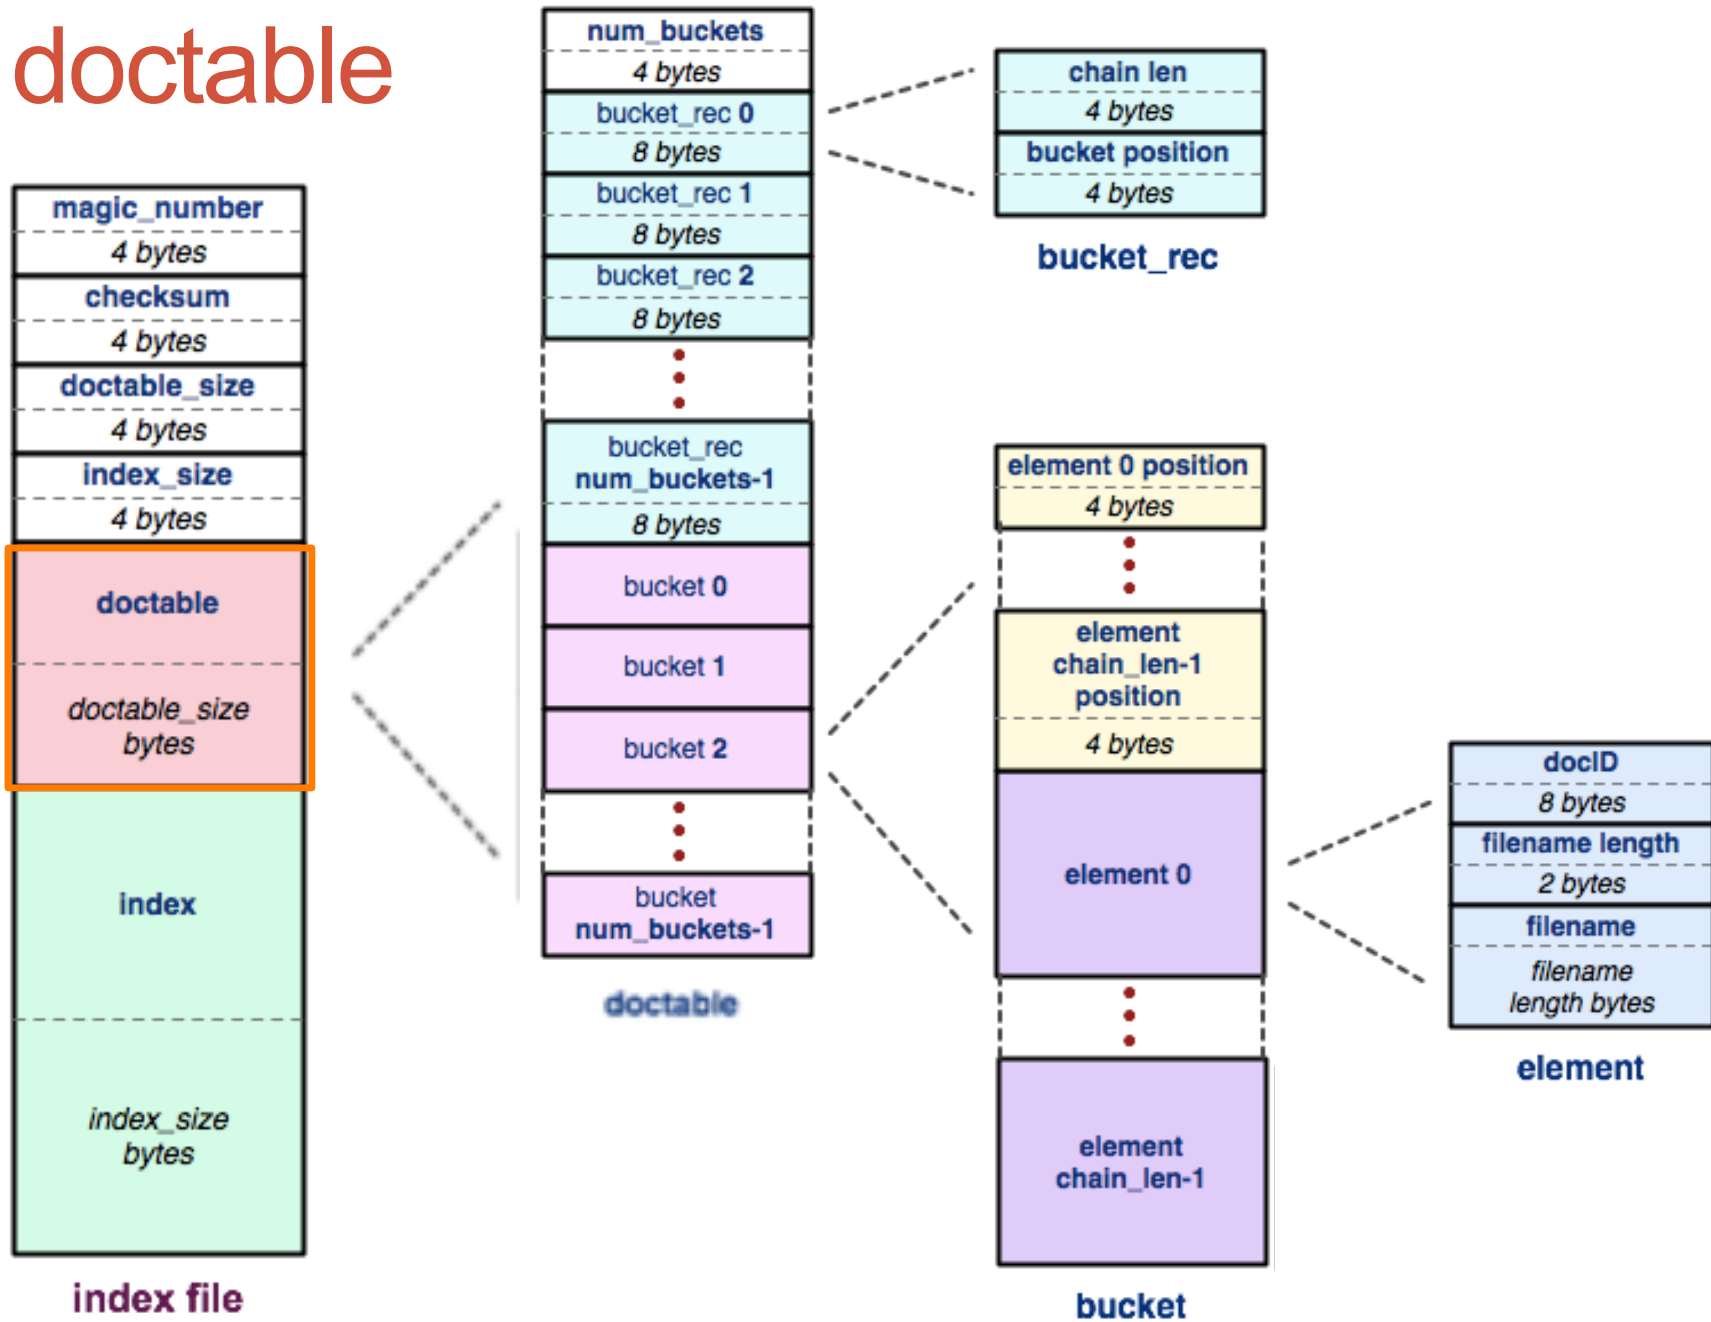 doctable
magic_number
4 bytes
checksum
4 bytes
doctable_size
4 bytes
index_size
4 bytes
doctable
doctable_size
bytes
index
index_size
bytes
index file
num_buckets
4 bytes
bucket_rec 0
8 bytes
bucket_rec 1
8 bytes
bucket_rec 2
8 bytes
bucket_rec
num_buckets-1
8 bytes
bucket 0
bucket 1
bucket 2
bucket
num_buckets-1
doctable
chain len
4 bytes
bucket position
4 bytes
bucket_rec
element 0 position
4 bytes
element
chain_len-1
position
4 bytes
element 0
element
chain_len-1
bucket
docID
8 bytes
filename length
2 bytes
filename
filename
length bytes
element